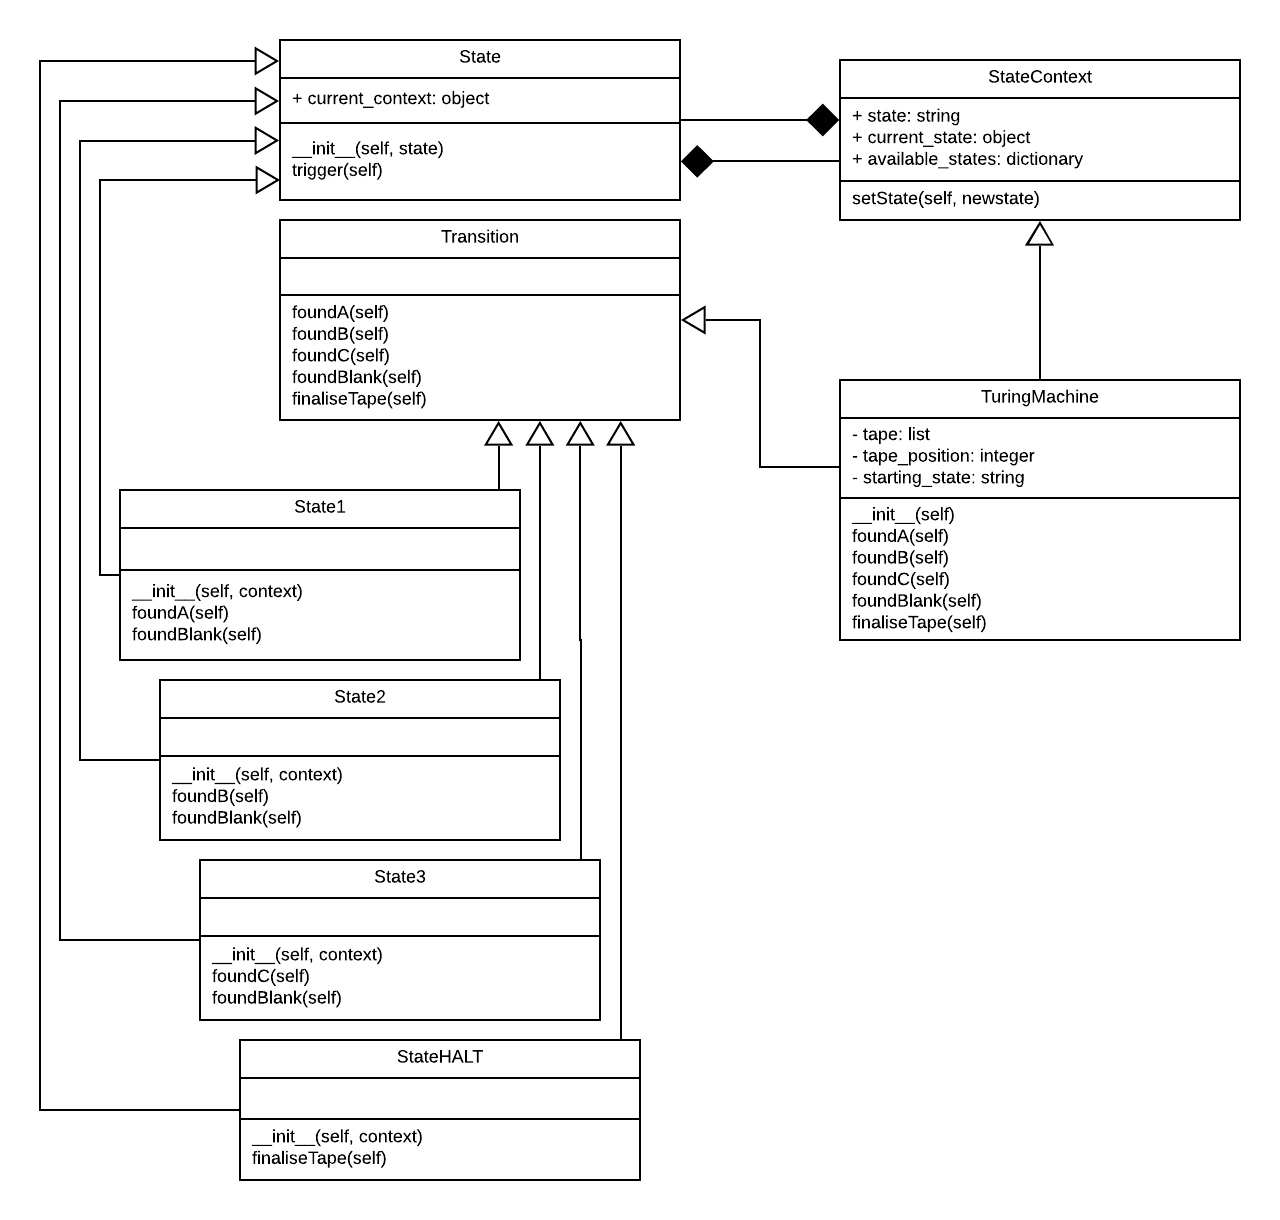 State
+ current_context: object
__init__(self, state)
trigger(self)
StateContext
+ state: string
+ current_state: object
+ available_states: dictionary
setState(self, newstate)
Transition
foundA(self)
foundB(self)
foundC(self)
foundBlank(self)
finaliseTape(self)
TuringMachine
- tape: list
- tape_position: integer
- starting_state: string
__init__(self)
foundA(self)
foundB(self)
foundC(self)
foundBlank(self)
finaliseTape(self)
State1
__init__(self, context)
foundA(self)
foundBlank(self)
State2
__init__(self, context)
foundB(self)
foundBlank(self)
State3
__init__(self, context)
foundC(self)
foundBlank(self)
StateHALT
__init__(self, context)
finaliseTape(self)